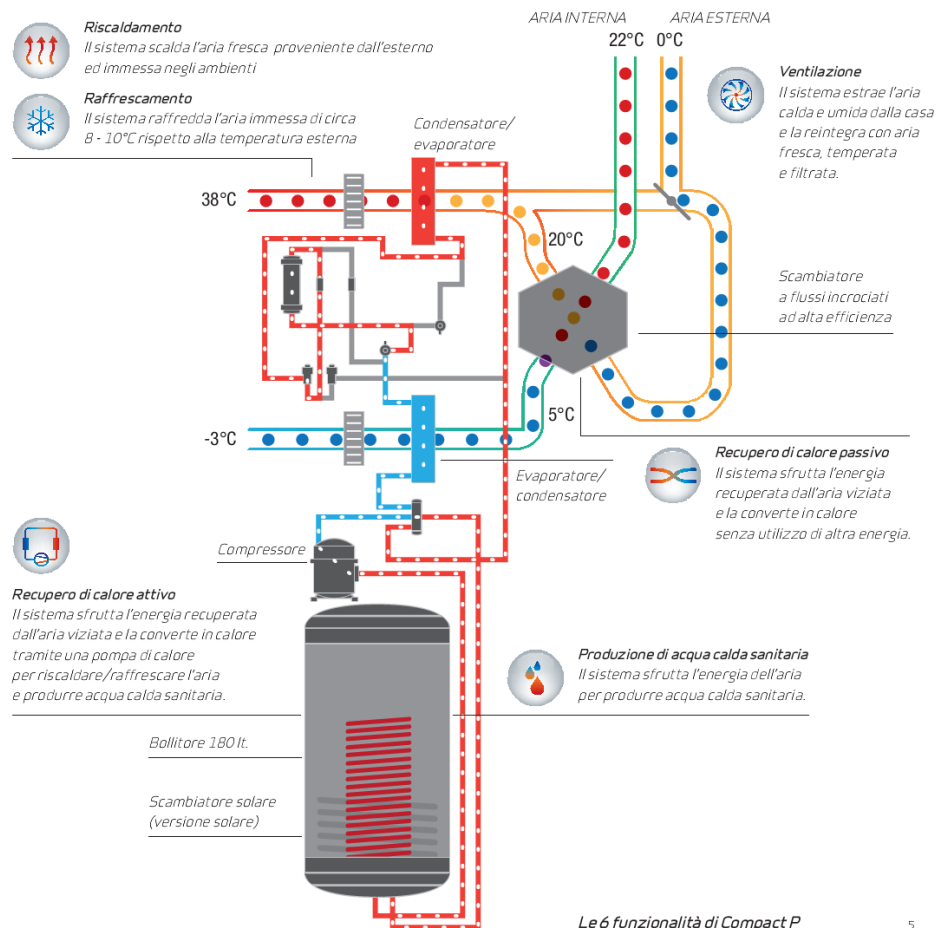 ARIA INTERNA
22°C
ARIA ESTERNA
0°C
Riscaldamento
Il sistema scalda l'aria fresca proveniente dall'esterno
ed immessa negli ambienti
Raffrescamento
Il sistema raffredda l'aria immessa di circa
8 - 10°C rispetto alla temperatura esterna
Condensatore/
evaporatore
Ventilazione
Il sistema estrae l'aria
calda e umida dalla casa
e la reintegra con aria
fresca, temperata
e filtrata.
38°C
20°C
Scambiatore
a flussi incrociati
ad alta efficienza
5°C
-3°C
Evaporatore/
condensatore
Recupero di calore passivo
Il sistema sfrutta l'energia
recuperata dall'aria viziata
e la converte in calore
senza utilizzo di altra energia.
Compressore
Recupero di calore attivo
Il sistema sfrutta l'energia recuperata
dall'aria viziata e la converte in calore
tramite una pompa di calore
per riscaldare/raffrescare l'aria
e produrre acqua calda sanitaria.
Produzione di acqua calda sanitaria
Il sistema sfrutta l'energia dell'aria
per produrre acqua calda sanitaria.
Bollitore 180 lt.
Scambiatore solare
(versione solare)
Le 6 funzionalità di Compact P
5